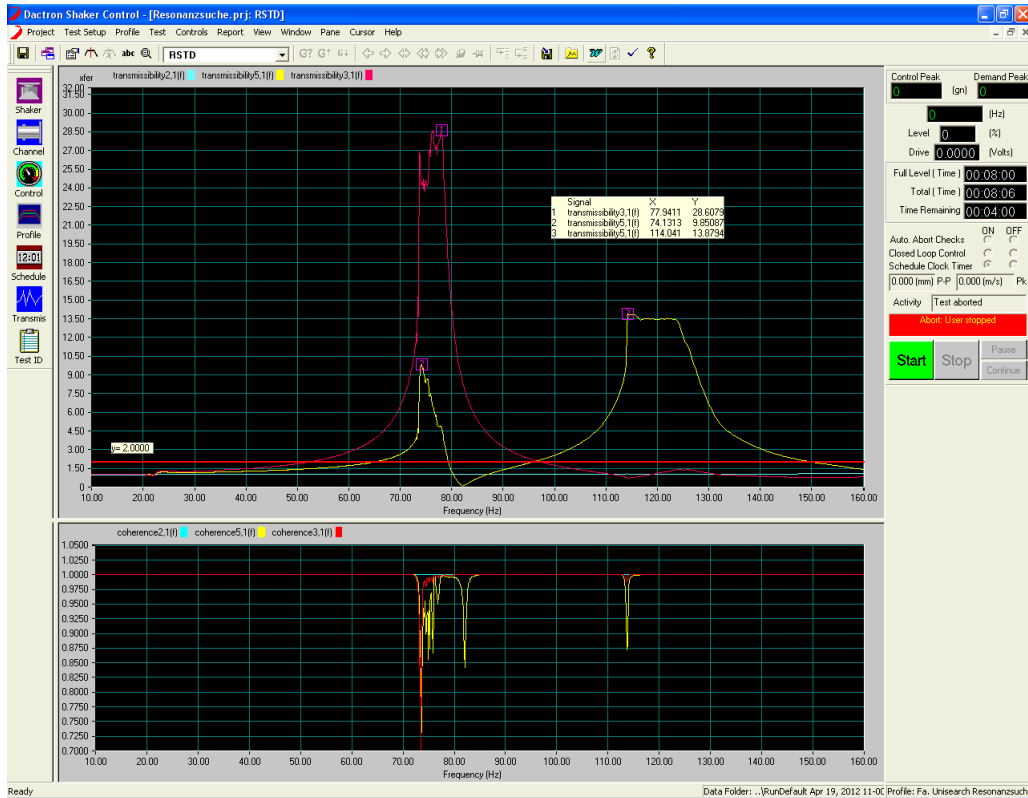 Dactron Shaker Control - [Resonanzsuche.prj: RSTD]
Project Test Setup Profile Test Controls Report View Window Pane Cursor Help
abc RSTD G? G↑ G↓
Shaker
Channel
Control
Profile
12:01
Schedule
Transmis
Test ID
xfer transmissibility2,1(f) transmissibility5,1(f) transmissibility3,1(f)
32.00
31.50
30.00
28.50
27.00
25.50
24.00
22.50
21.00
19.50
18.00
16.50
15.00
13.50
12.00
10.50
9.00
7.50
6.00
4.50
3.00
1.50
0
1
2
3
y= 2.0000
Signal X Y
1 transmissibility3,1(f) 77.9411 28.6079
2 transmissibility5,1(f) 74.1313 9.85087
3 transmissibility5,1(f) 114.041 13.8794
10.00 20.00 30.00 40.00 50.00 60.00 70.00 80.00 90.00 100.00 110.00 120.00 130.00 140.00 150.00 160.00
Frequency (Hz)
coherence2,1(f) coherence5,1(f) coherence3,1(f)
1.0500
1.0250
1.0000
0.9750
0.9500
0.9250
0.9000
0.8750
0.8500
0.8250
0.8000
0.7750
0.7500
0.7250
0.7000
10.00 20.00 30.00 40.00 50.00 60.00 70.00 80.00 90.00 100.00 110.00 120.00 130.00 140.00 150.00 160.00
Frequency (Hz)
Control Peak Demand Peak
0 (gn) 0
0 (Hz)
Level 0 (%)
Drive 0.0000 (Volts)
Full Level ( Time ) 00:08:00
Total ( Time ) 00:08:06
Time Remaining 00:04:00
ON OFF
Auto. Abort Checks
Closed Loop Control
Schedule Clock Timer
0.000 (mm) P-P 0.000 (m/s) Pk
Activity Test aborted
Abort: User stopped
Start Stop Pause
Continue
Ready Data Folder: ..\RunDefault Apr 19, 2012 11-00 Profile: Fa. Unisearch Resonanzsuch